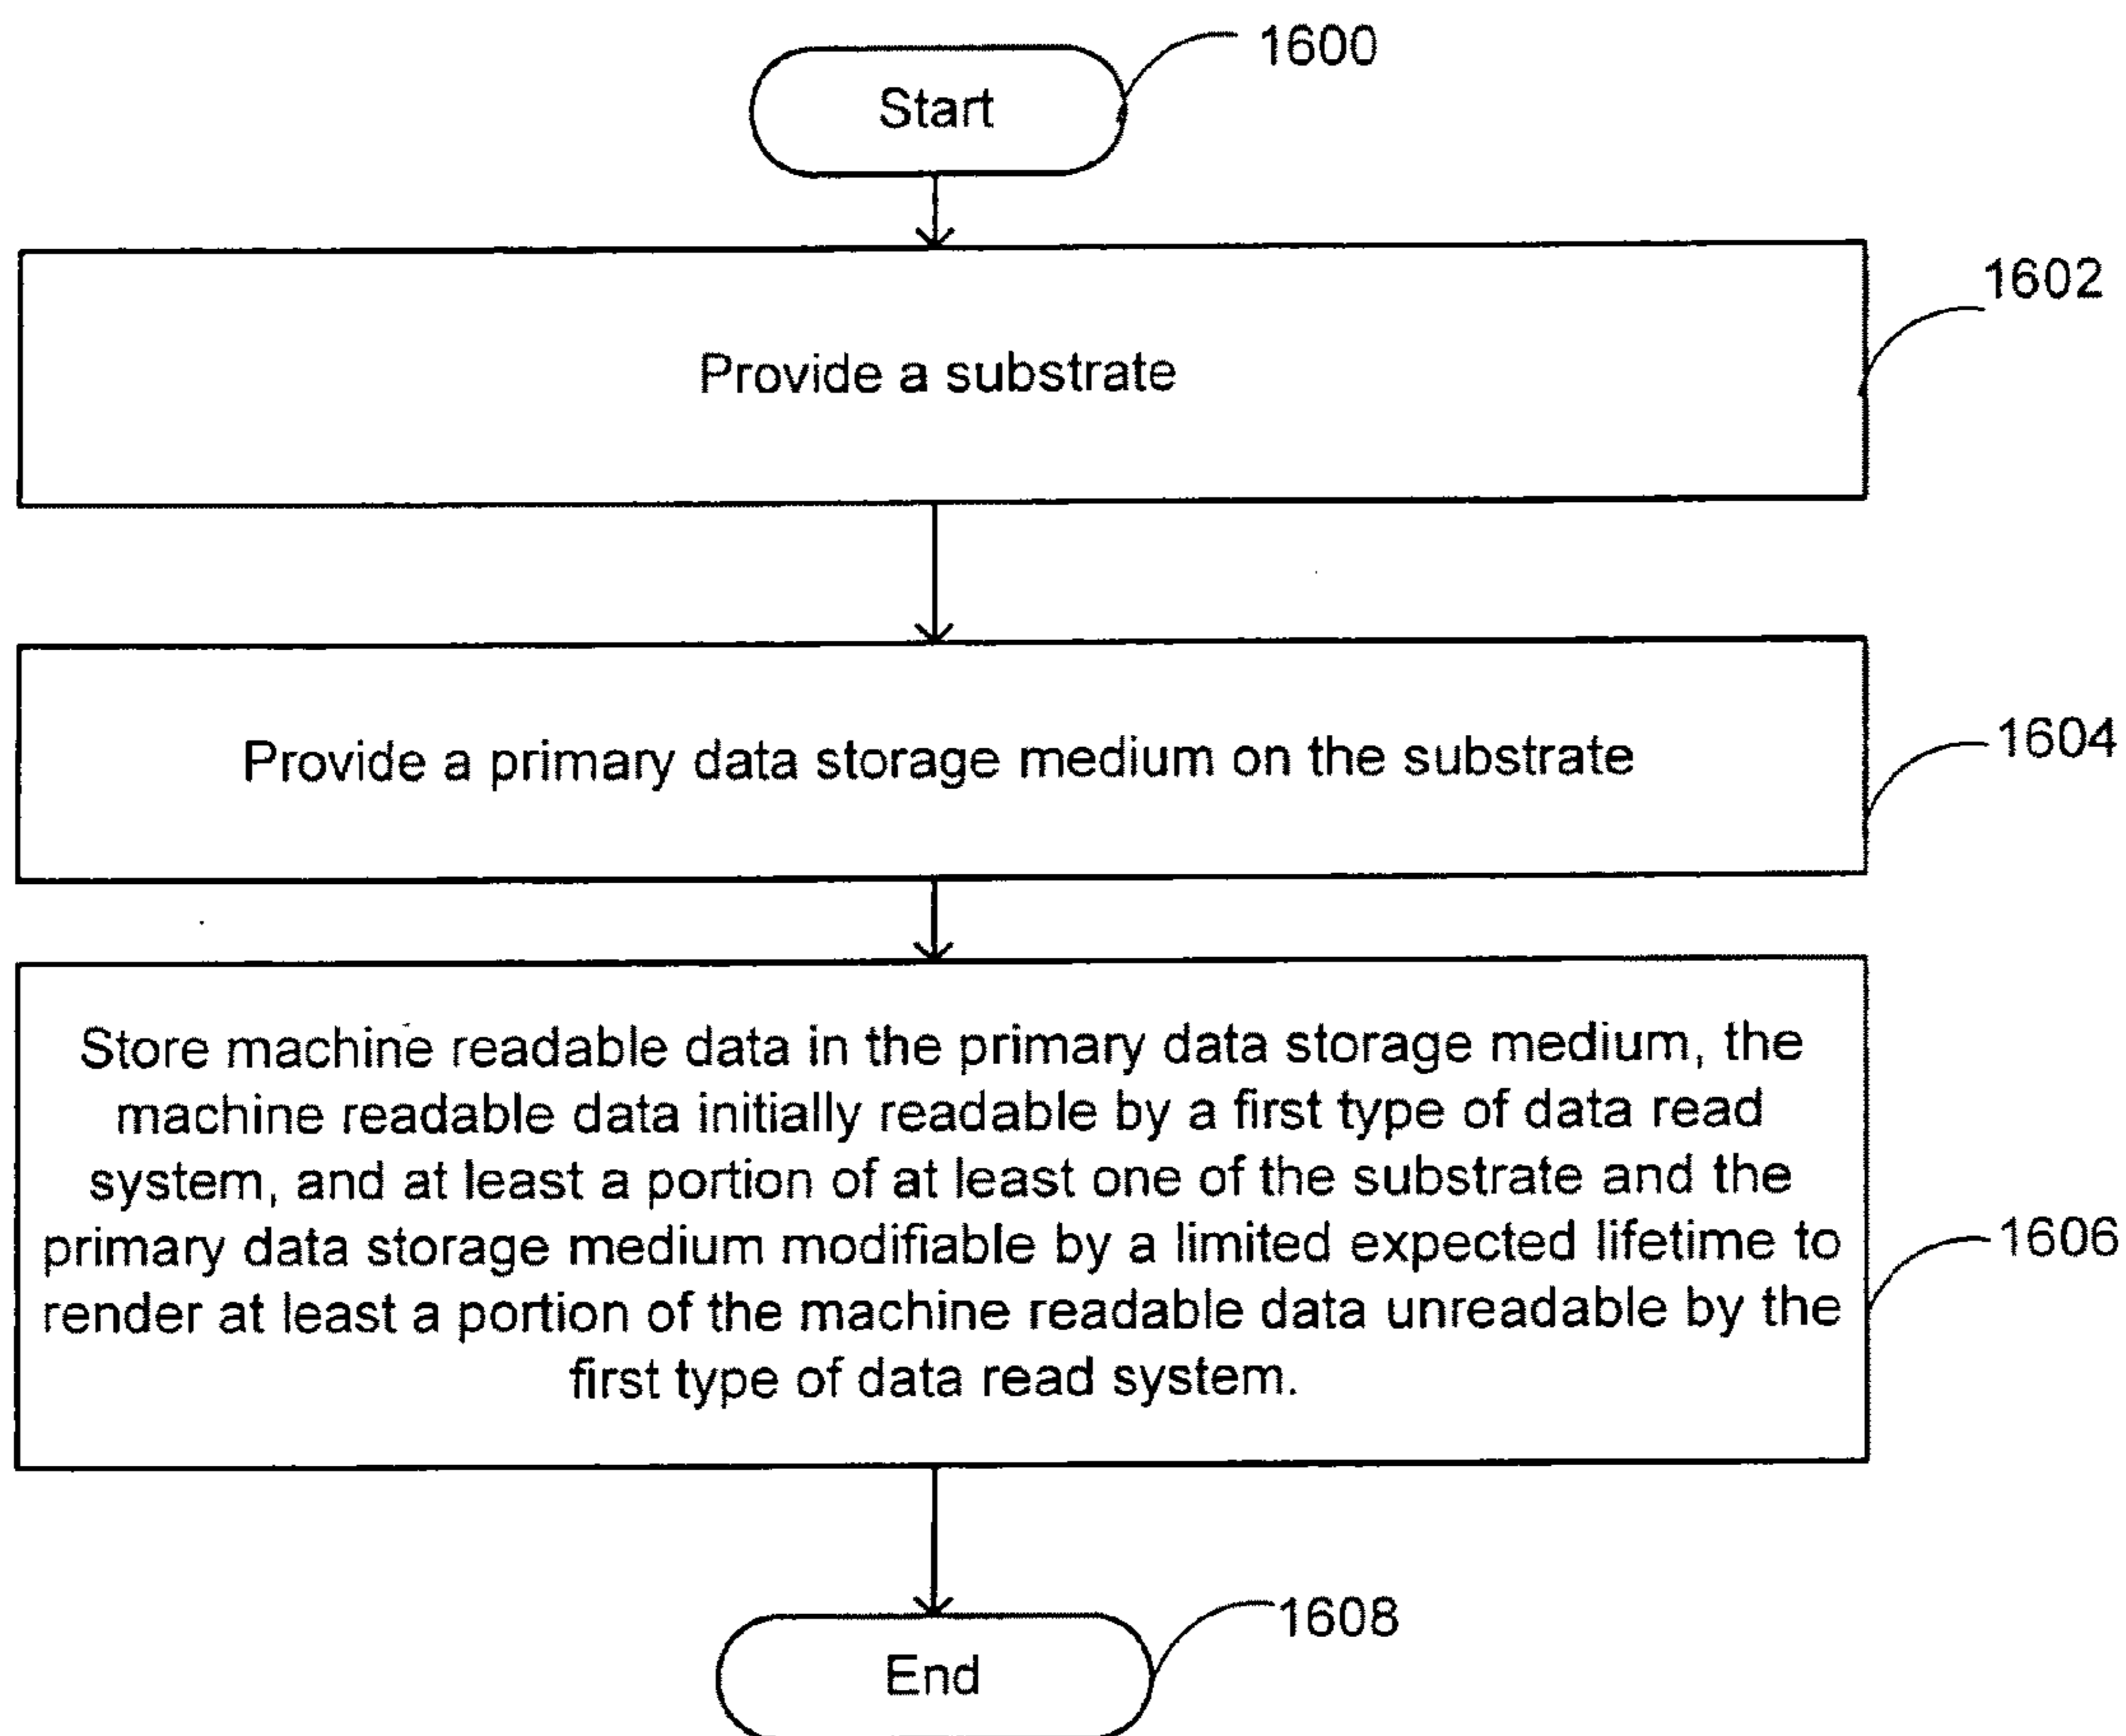 1600
Start
1602
Provide a substrate
1604
Provide a primary data storage medium on the substrate
Store machine readable data in the primary data storage medium, the
machine readable data initially readable by a first type of data read
system, and at least a portion of at least one of the substrate and the
primary data storage medium modifiable by a limited expected lifetime to
render at least a portion of the machine readable data unreadable by the
first type of data read system.
1606
1608
End